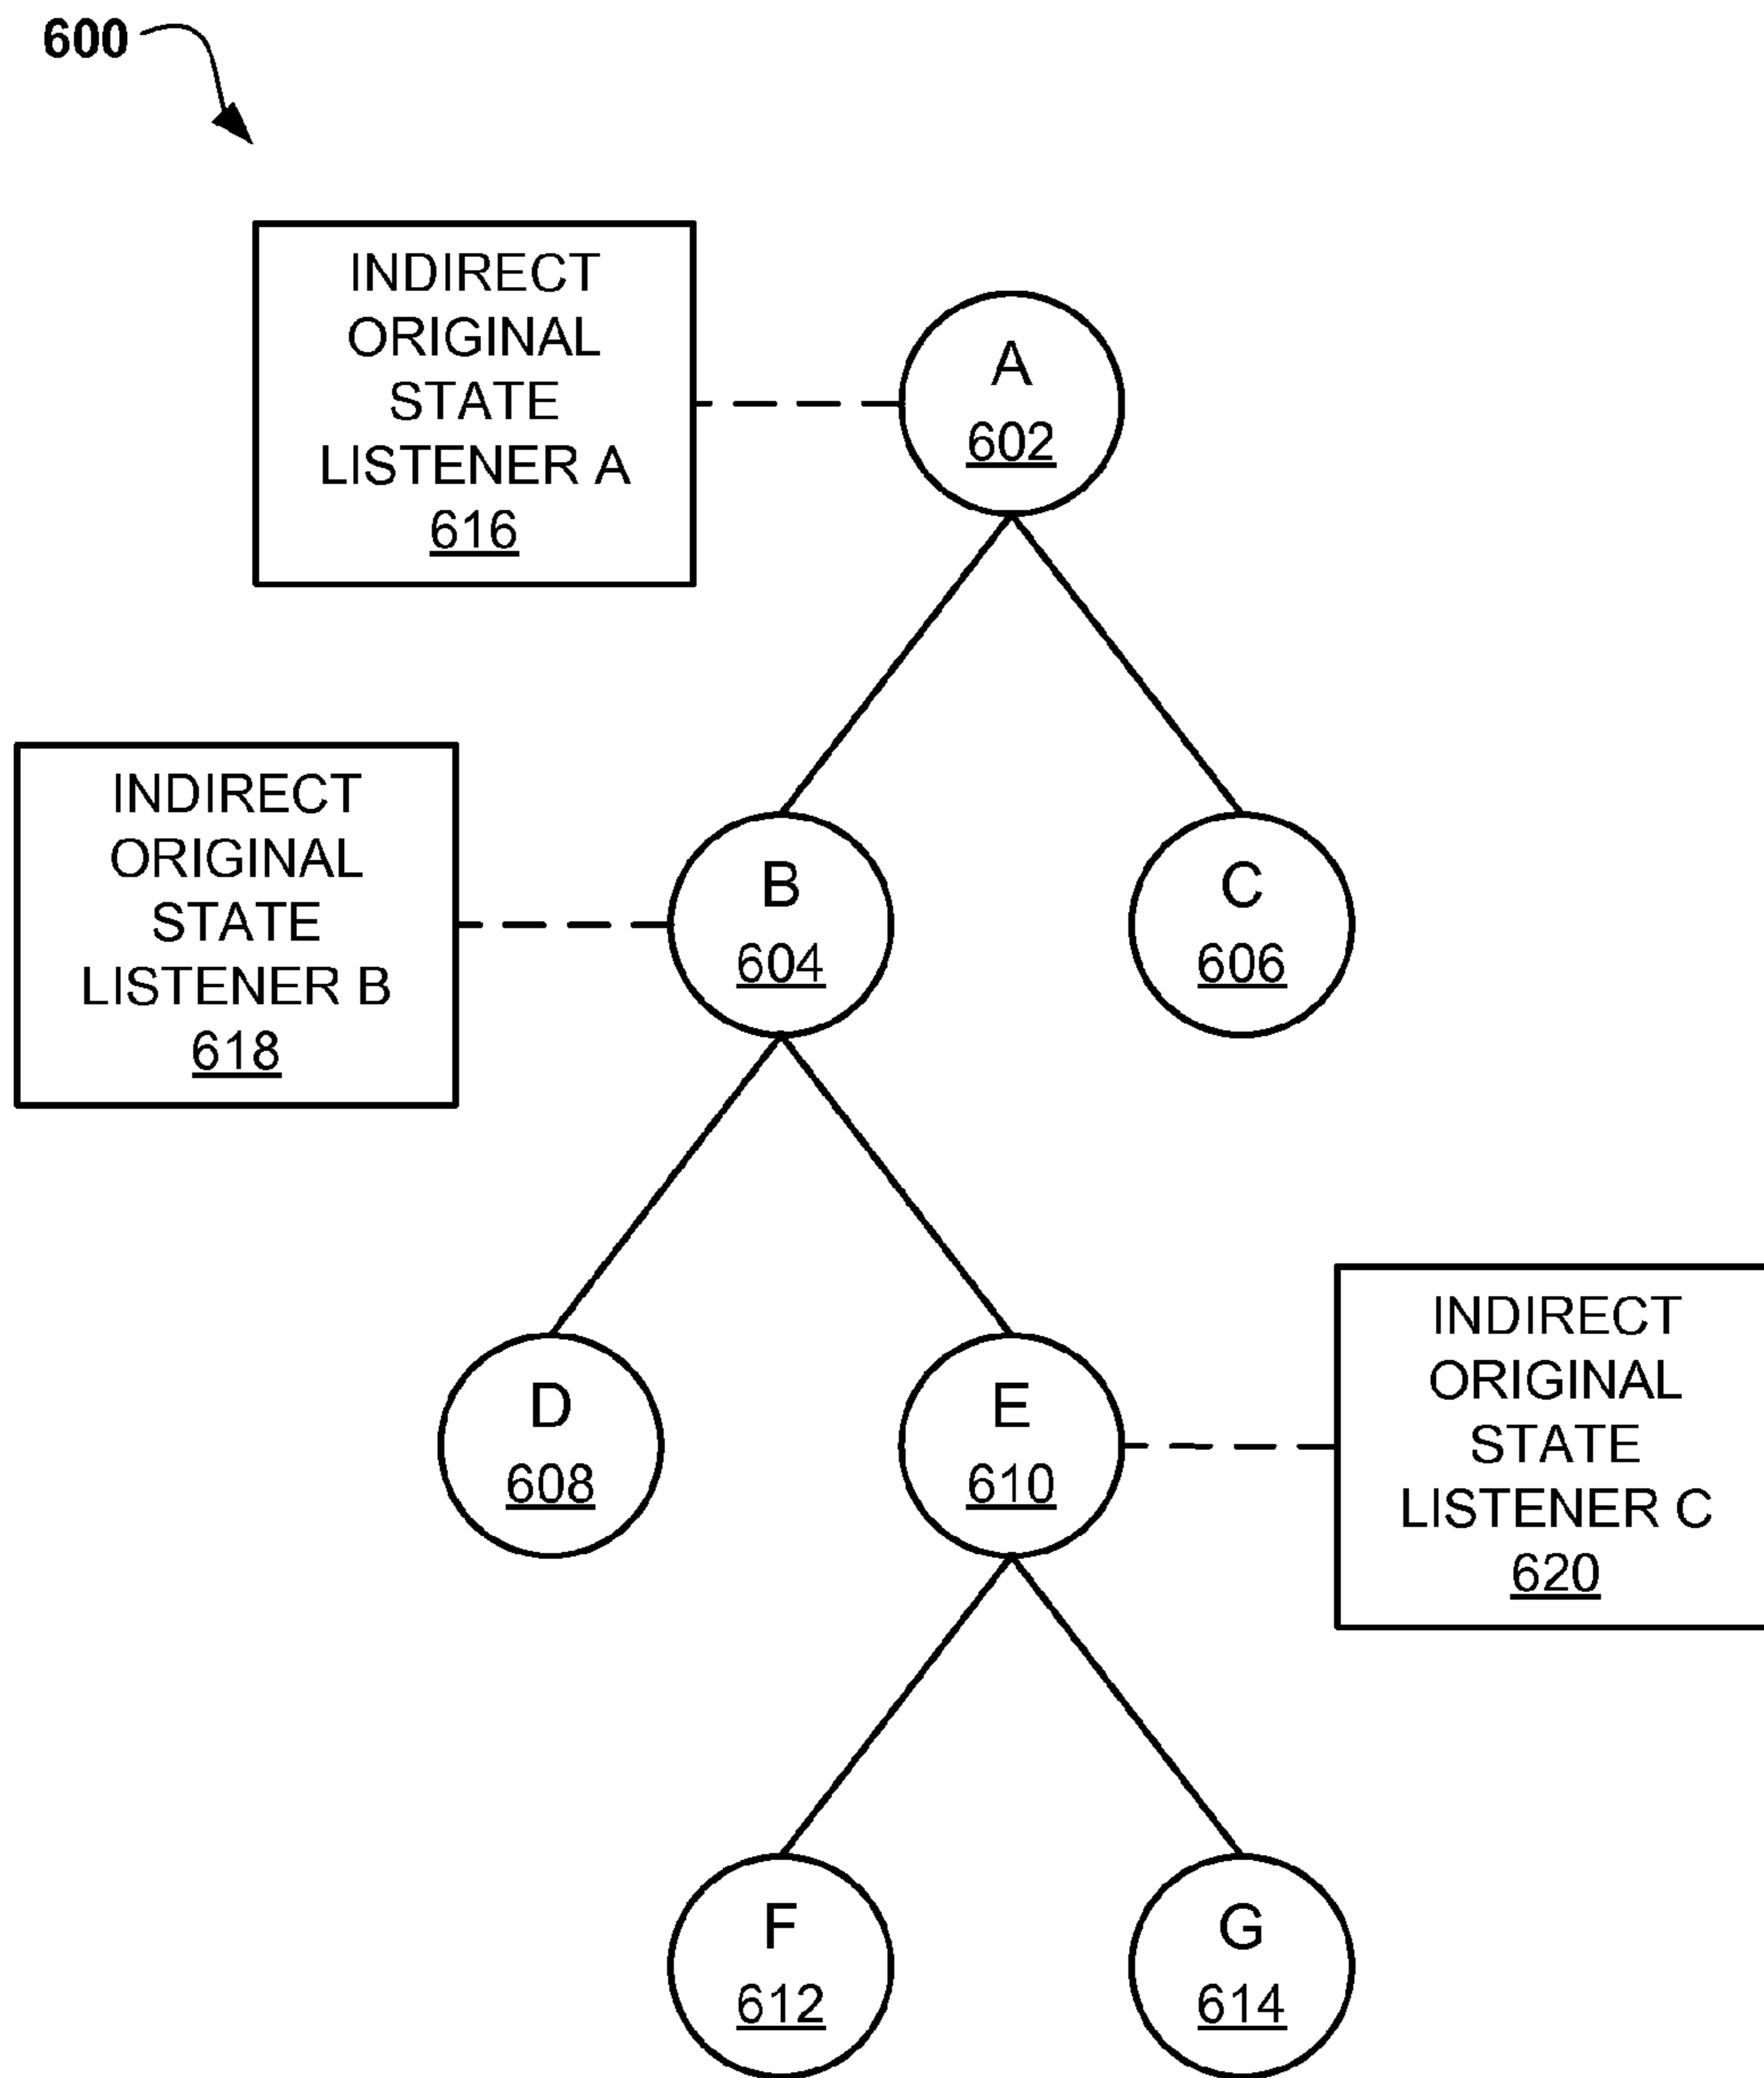 600
INDIRECT
ORIGINAL
STATE
LISTENER A
616
A
602
INDIRECT
ORIGINAL
STATE
LISTENER B
618
B
604
C
606
D
608
E
610
INDIRECT
ORIGINAL
STATE
LISTENER C
620
F
612
G
614